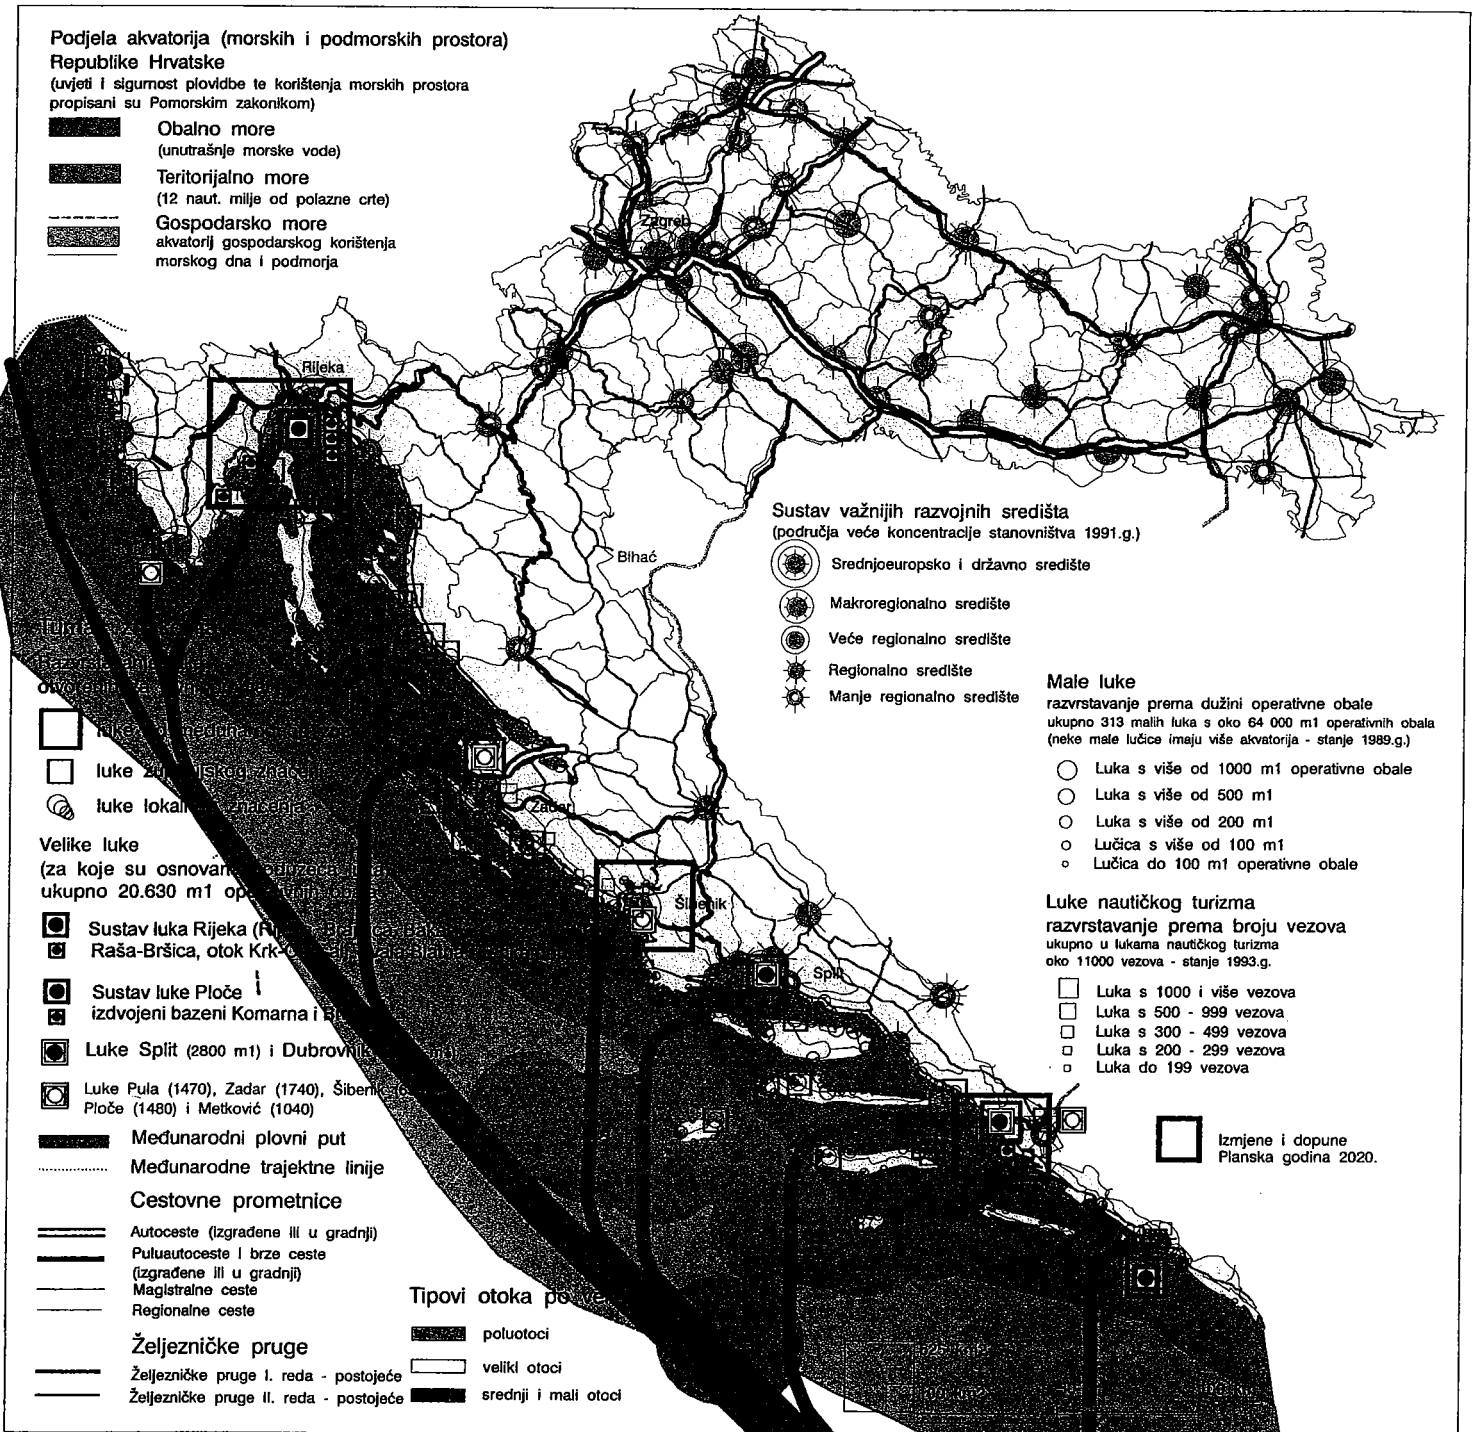 Podjela akvatorija (morskih i podmorskih prostora)
Republike Hrvatske
(uvjeti i sigurnost plovidbe te korištenja morskih prostora
propisani su Pomorskim zakonikom)
Obalno more
(unutrašnje morske vode)
Teritorijalno more
(12 naut. milje od polazne crte)
Gospodarsko more
akvatorij gospodarskog korištenja
morskog dna i podmorja
Zagreb
Rijeka
Bihać
Zadar
Šibenik
Split
Sustav važnijih razvojnih središta
(područja veće koncentracije stanovništva 1991.g.)
Srednjoeuropsko i državno središte
Makroregionalno središte
Veće regionalno središte
Regionalno središte
Manje regionalno središte
luke
luke značenja
luke značenja
Velike luke
(za koje su
ukupno 20.630 m1
Sustav luka Rijeka
Raša-Bršica, otok
Sustav luke Ploče
izdvojeni bazeni Komarna i
Luke Split (2800 m1) i Dubrovnik
Luke Pula (1470), Zadar (1740), Šibenik
Ploče (1480) i Metković (1040)
Međunarodni plovni put
Međunarodne trajektne linije
Cestovne prometnice
Autoceste (izgrađene ili u gradnji)
Puluautoceste i brze ceste
(izgrađene ili u gradnji)
Magistralne ceste
Regionalne ceste
Željezničke pruge
Željezničke pruge I. reda - postojeće
Željezničke pruge II. reda - postojeće
Tipovi otoka po
poluotoci
veliki otoci
srednji i mali otoci
Male luke
razvrstavanje prema dužini operativne obale
ukupno 313 malih luka s oko 64 000 m1 operativnih obala
(neke male lučice imaju više akvatorija - stanje 1989.g.)
Luka s više od 1000 m1 operativne obale
Luka s više od 500 m1
Luka s više od 200 m1
Lučica s više od 100 m1
Lučica do 100 m1 operativne obale
Luke nautičkog turizma
razvrstavanje prema broju vezova
ukupno u lukama nautičkog turizma
oko 11000 vezova - stanje 1993.g.
Luka s 1000 i više vezova
Luka s 500 - 999 vezova
Luka s 300 - 499 vezova
Luka s 200 - 299 vezova
Luka do 199 vezova
Izmjene i dopune
Planska godina 2020.